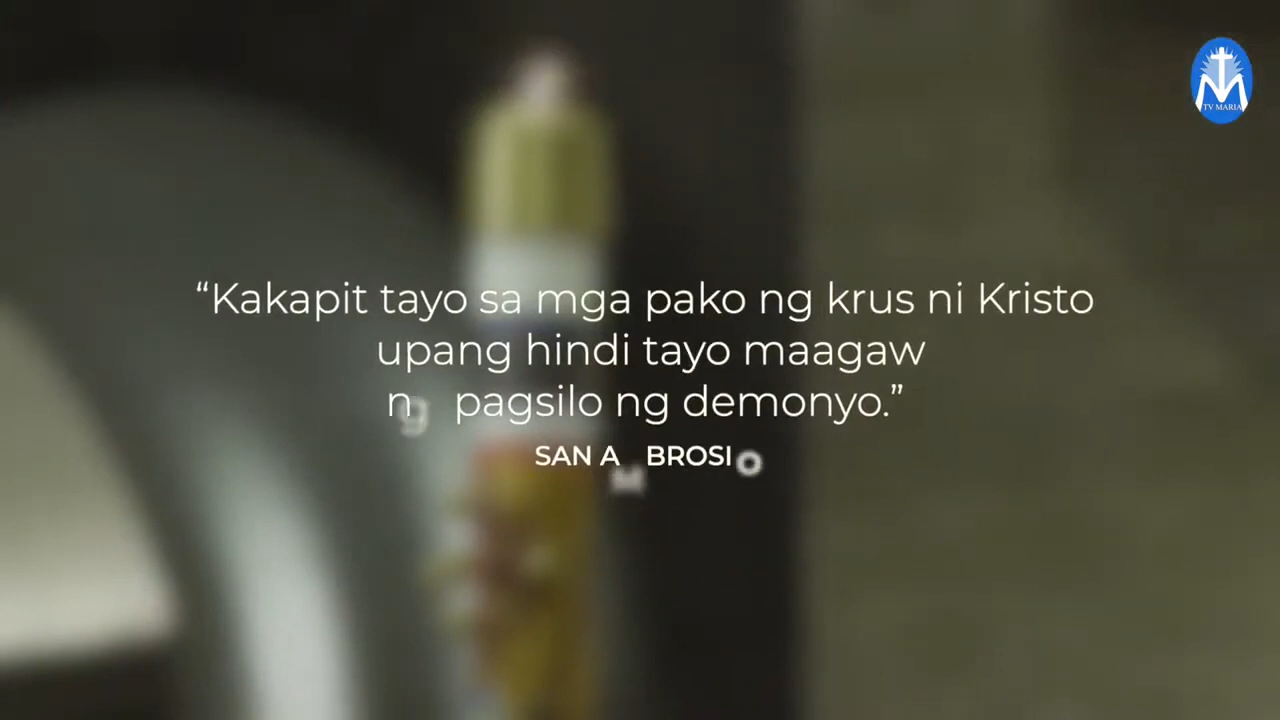 TV MARIA
“Kakapit tayo sa mga pako ng krus ni Kristo
upang hindi tayo maagaw
ng pagsilo ng demonyo.”
SAN AMBROSIO